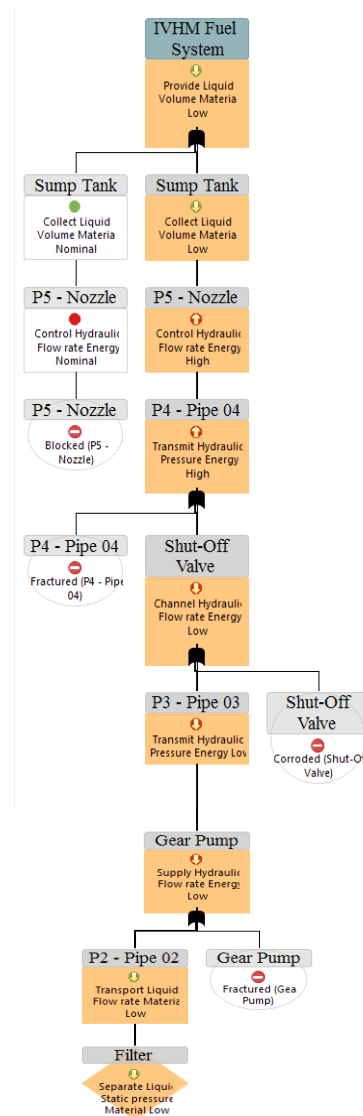 IVHM Fuel
System
Provide Liquid
Volume Materia
Low
Sump Tank
Collect Liquid
Volume Materia
Nominal
Sump Tank
Collect Liquid
Volume Materia
Low
P5 - Nozzle
Control Hydraulic
Flow rate Energy
Nominal
P5 - Nozzle
Control Hydraulic
Flow rate Energy
High
P5 - Nozzle
Blocked (P5 -
Nozzle)
P4 - Pipe 04
Transmit Hydraulic
Pressure Energy
High
P4 - Pipe 04
Fractured (P4 - Pipe
04)
Shut-Off
Valve
Channel Hydraulic
Flow rate Energy
Low
P3 - Pipe 03
Transmit Hydraulic
Pressure Energy Low
Shut-Off
Valve
Corroded (Shut-Of
Valve)
Gear Pump
Supply Hydraulic
Flow rate Energy
Low
P2 - Pipe 02
Transport Liquid
Flow rate Materia
Low
Gear Pump
Fractured (Gea
Pump)
Filter
Separate Liquid
Static pressure
Material Low